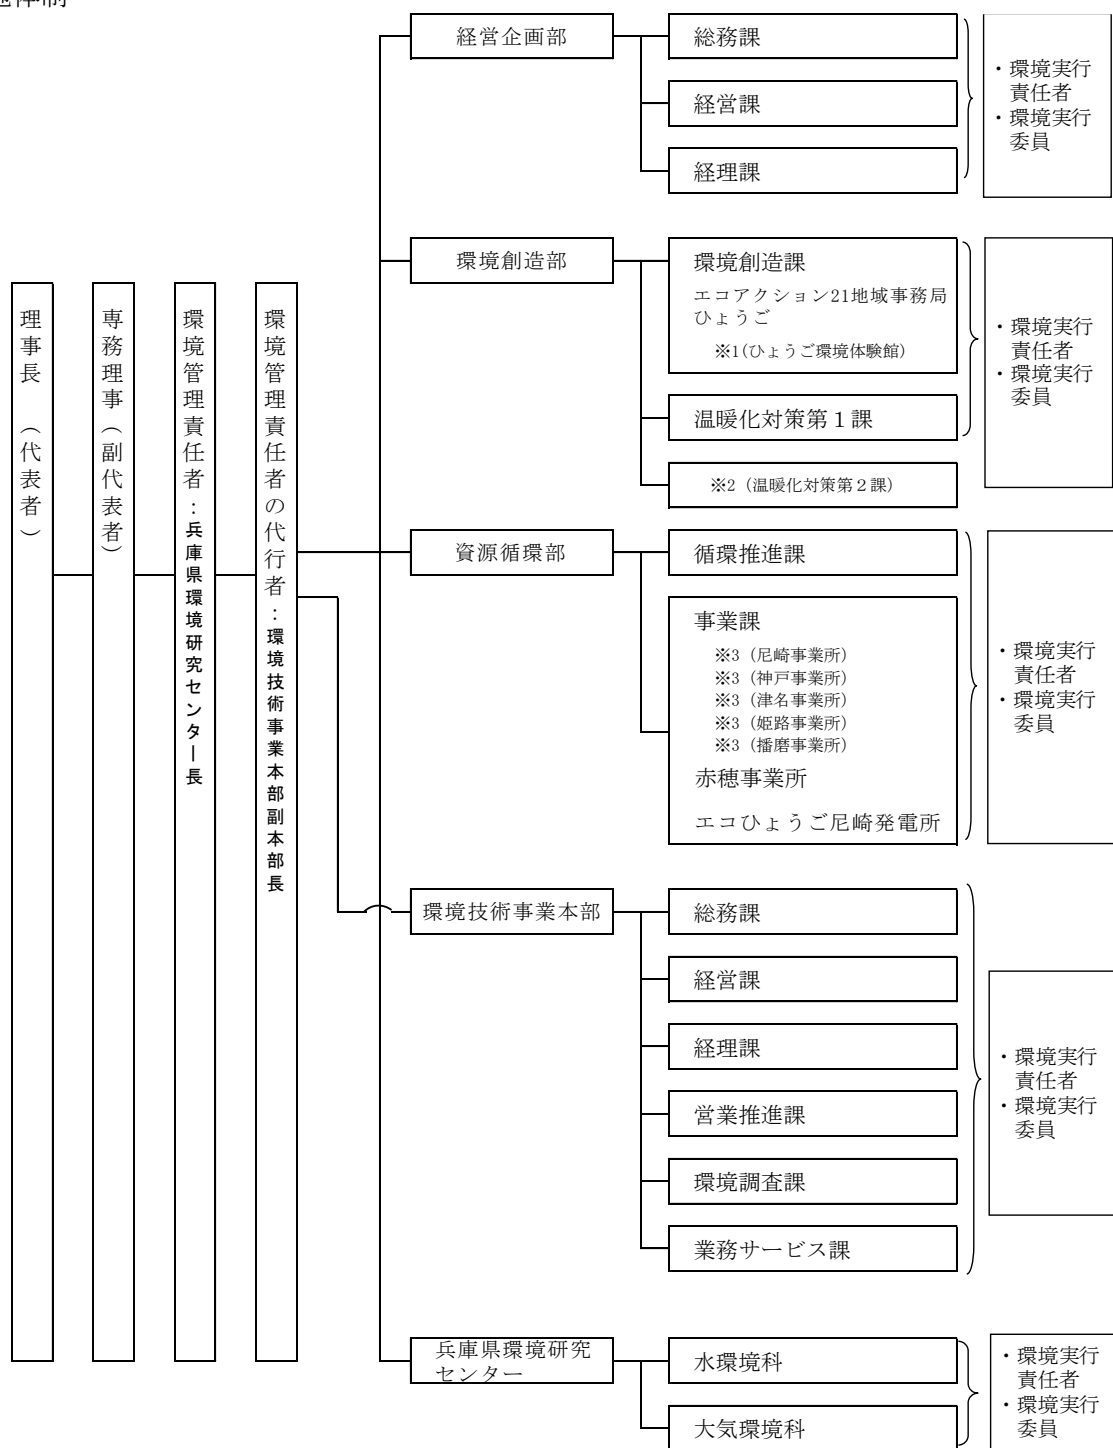 施体制
理事長　（代表者）
専務理事（副代表者）
環境管理責任者：兵庫県環境研究センター長
環境管理責任者の代行者：環境技術事業本部副本部長
経営企画部
総務課
経営課
経理課
・環境実行
責任者
・環境実行
委員
環境創造部
環境創造課
エコアクション21地域事務局
ひょうご
※1(ひょうご環境体験館)
温暖化対策第１課
※2（温暖化対策第２課）
・環境実行
責任者
・環境実行
委員
資源循環部
循環推進課
事業課
※3（尼崎事業所）
※3（神戸事業所）
※3（津名事業所）
※3（姫路事業所）
※3（播磨事業所）
赤穂事業所
エコひょうご尼崎発電所
・環境実行
責任者
・環境実行
委員
環境技術事業本部
総務課
経営課
経理課
営業推進課
環境調査課
業務サービス課
・環境実行
責任者
・環境実行
委員
兵庫県環境研究
センター
水環境科
大気環境科
・環境実行
責任者
・環境実行
委員